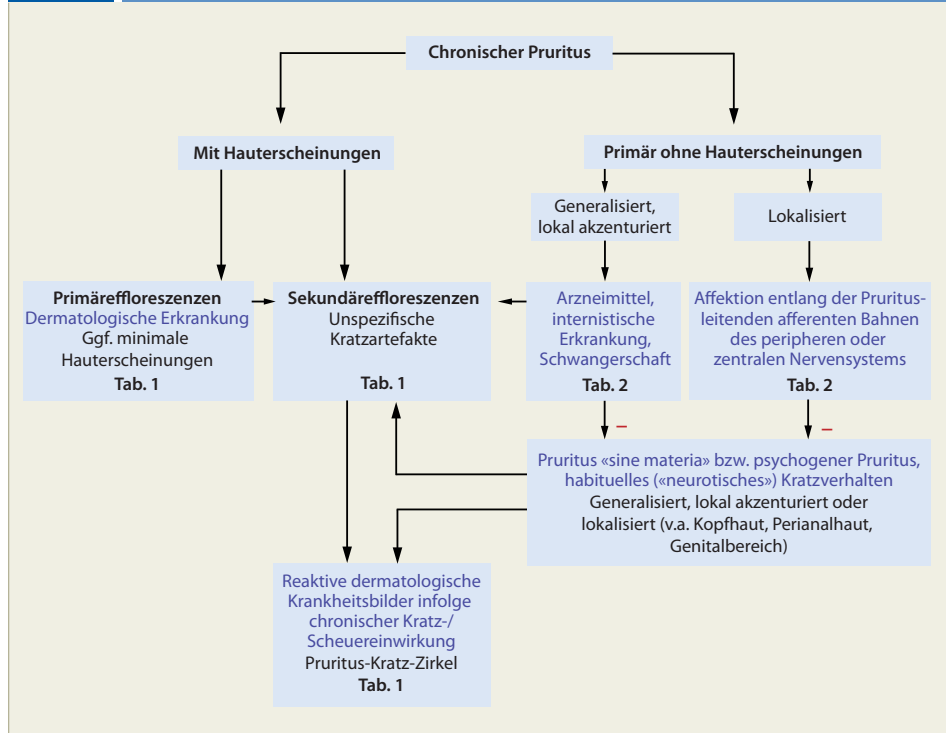 Chronischer Pruritus
Mit Hauterscheinungen
Primär ohne Hauterscheinungen
Generalisiert,
lokal akzenturiert
Lokalisiert
Primäreffloreszenzen
Dermatologische Erkrankung
Ggf. minimale
Hauterscheinungen
Tab. 1
Sekundäreffloreszenzen
Unspezifische
Kratzartefakte
Tab. 1
Arzneimittel,
internistische
Erkrankung,
Schwangerschaft
Tab. 2
Affektion entlang der Pruritus-
leitenden afferenten Bahnen
des peripheren oder
zentralen Nervensystems
Tab. 2
–
–
Pruritus «sine materia» bzw. psychogener Pruritus,
habituelles («neurotisches») Kratzverhalten
Generalisiert, lokal akzenturiert oder
lokalisiert (v.a. Kopfhaut, Perianalhaut,
Genitalbereich)
Reaktive dermatologische
Krankheitsbilder infolge
chronischer Kratz-/
Scheuereinwirkung
Pruritus-Kratz-Zirkel
Tab. 1